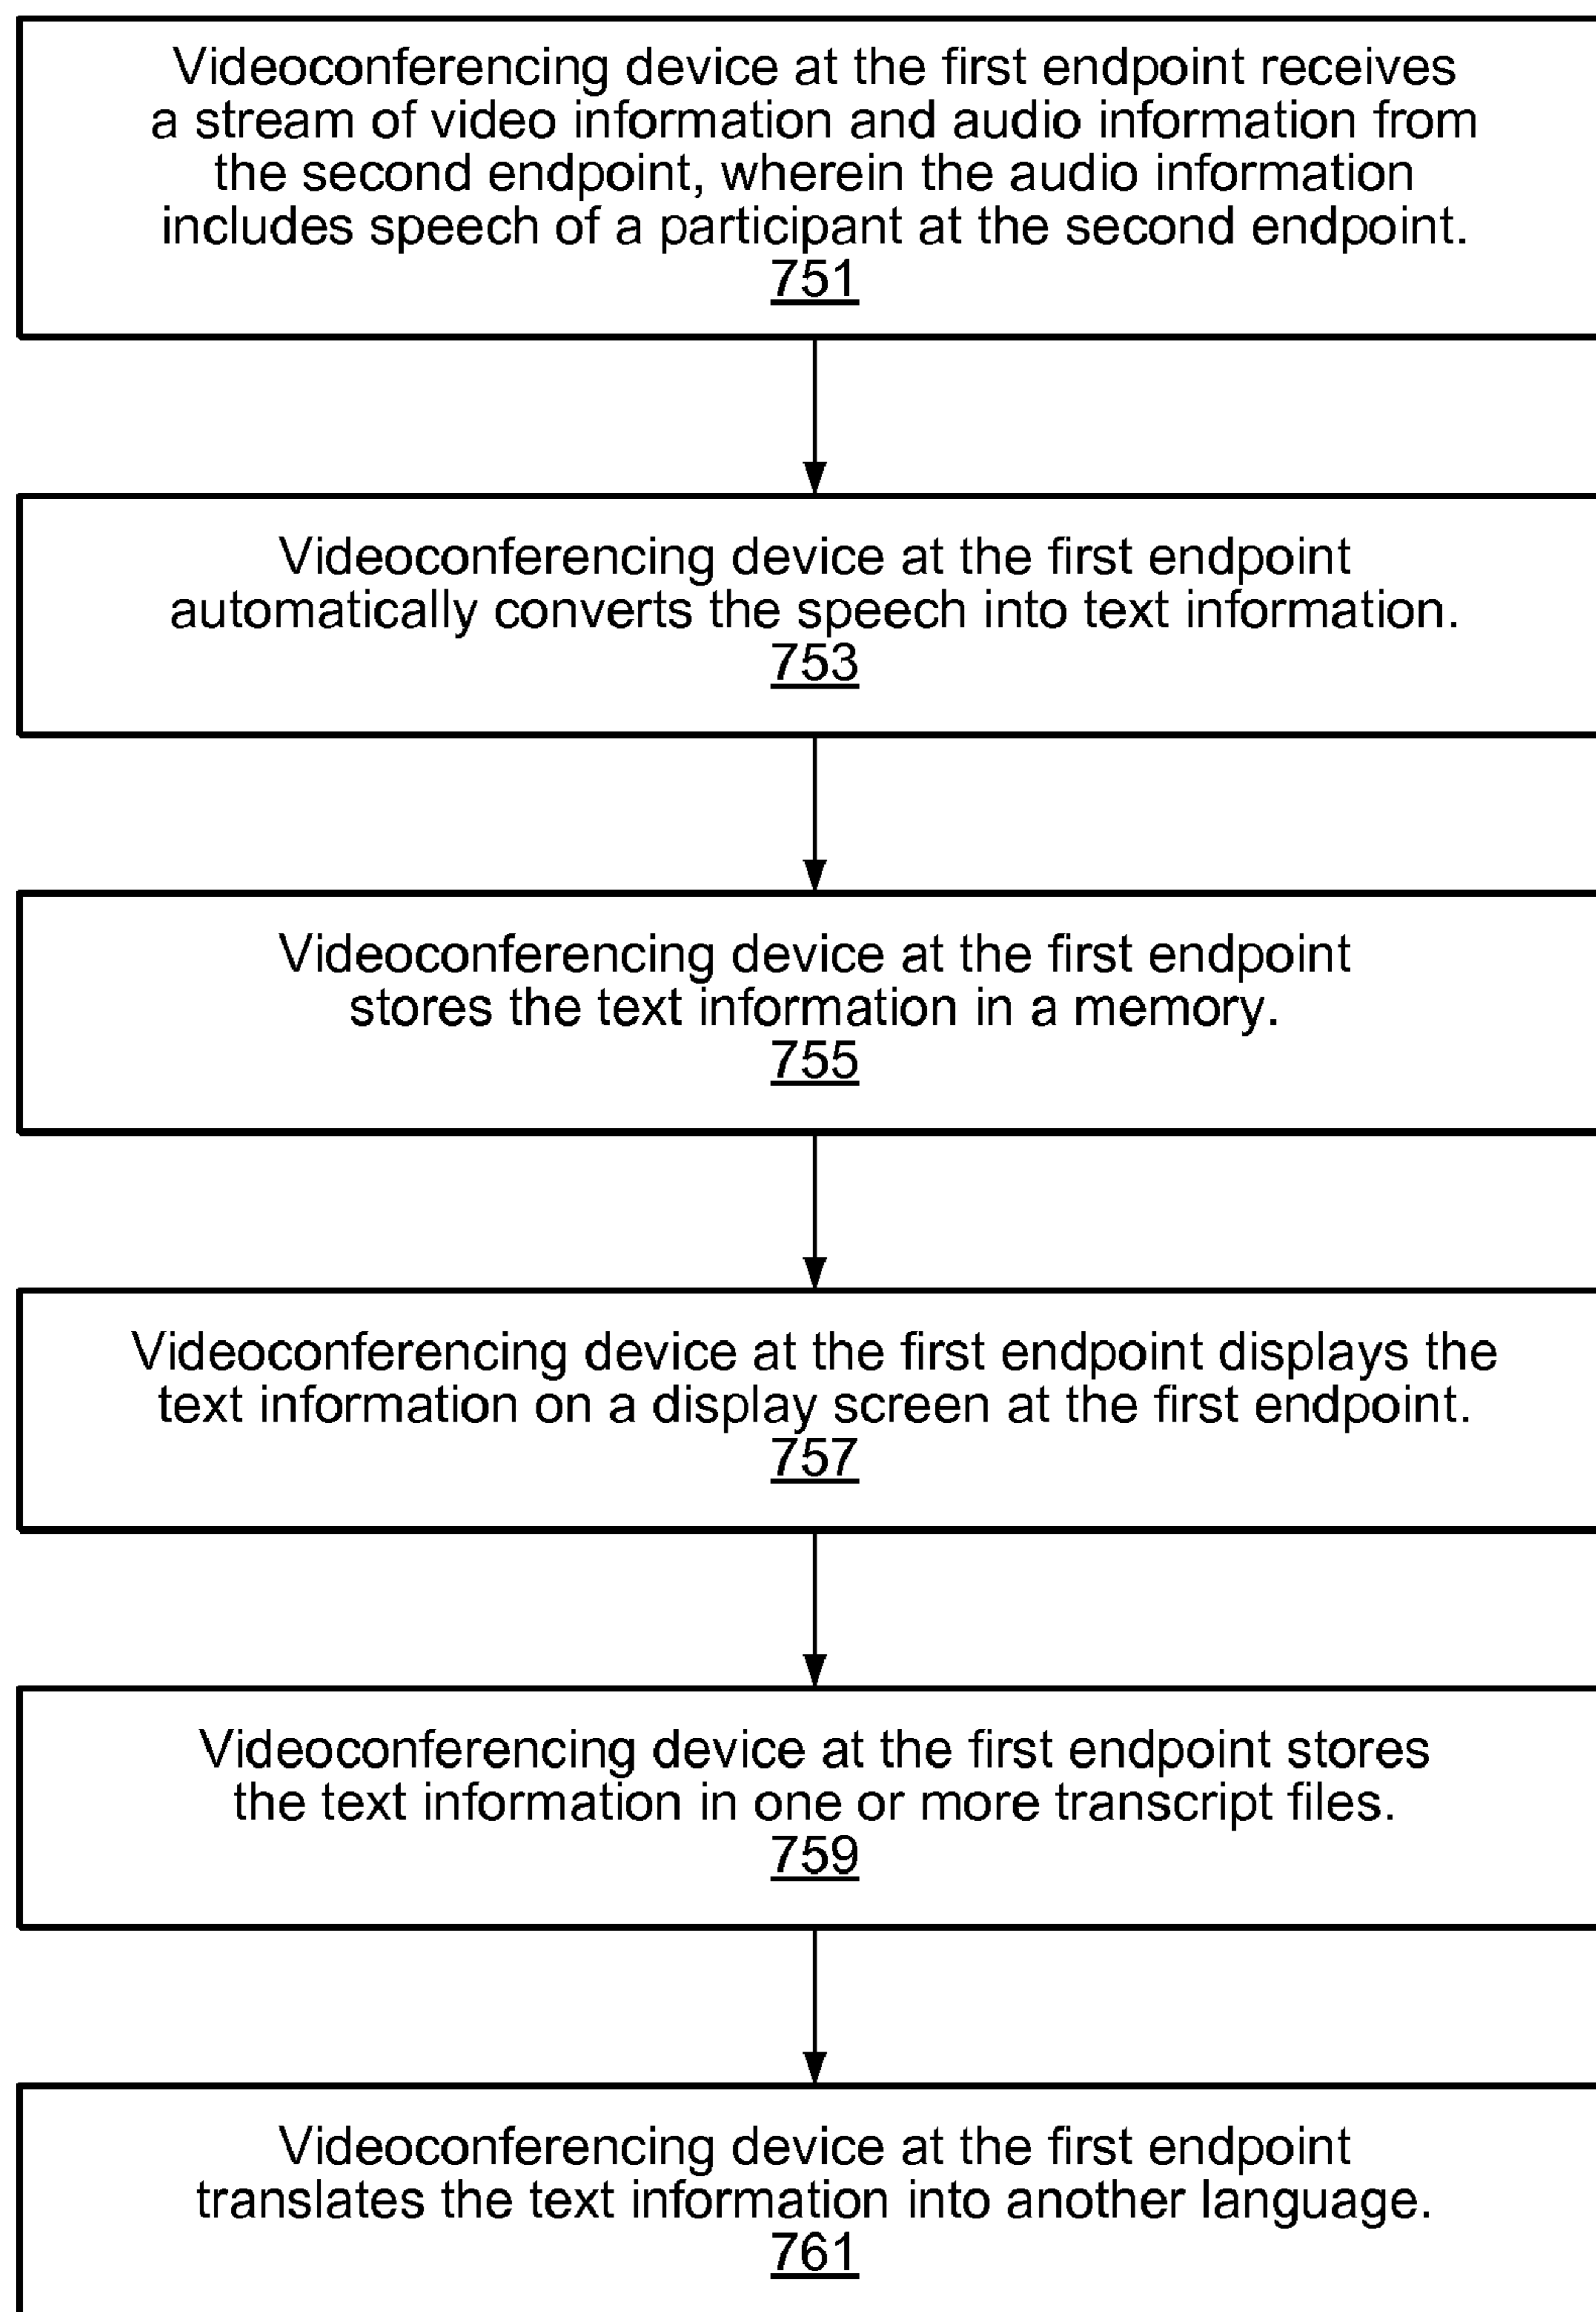 Videoconferencing device at the first endpoint receives
a stream of video information and audio information from
the second endpoint, wherein the audio information
includes speech of a participant at the second endpoint.
751
Videoconferencing device at the first endpoint
automatically converts the speech into text information.
753
Videoconferencing device at the first endpoint
stores the text information in a memory.
755
Videoconferencing device at the first endpoint displays the
text information on a display screen at the first endpoint.
757
Videoconferencing device at the first endpoint stores
the text information in one or more transcript files.
759
Videoconferencing device at the first endpoint
translates the text information into another language.
761